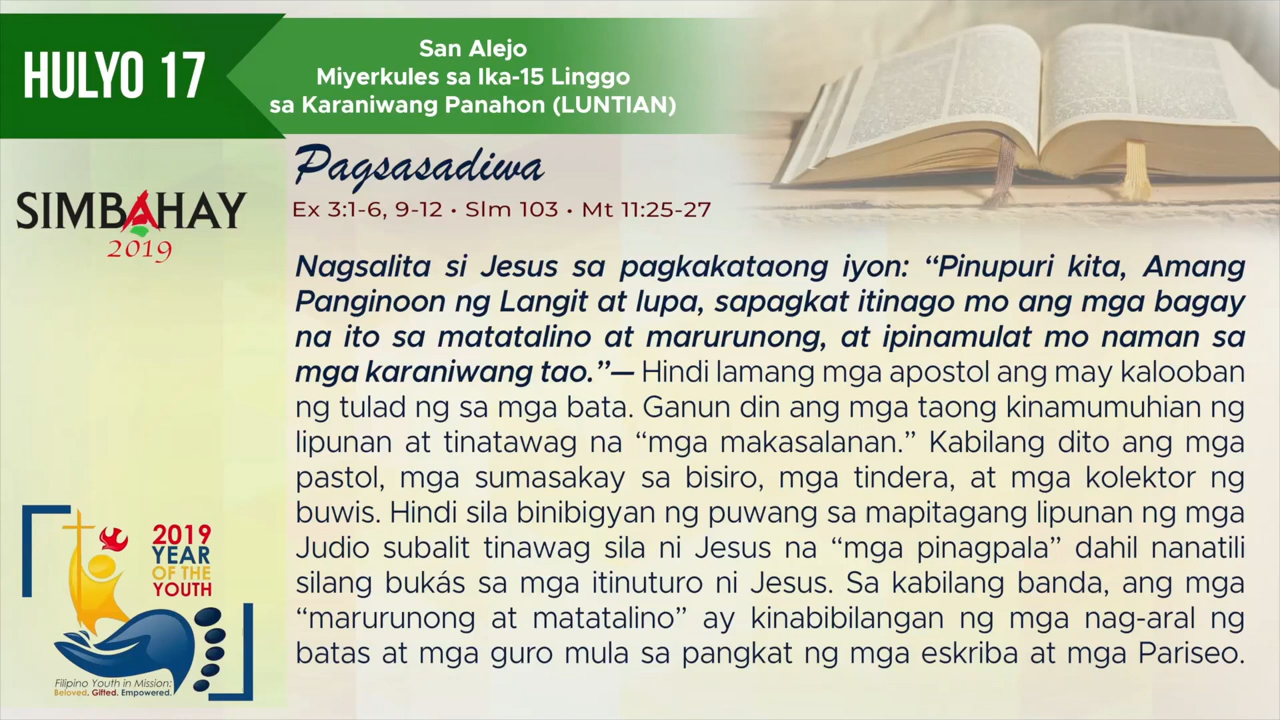 HULYO 17
San Alejo
Miyerkules sa Ika-15 Linggo
sa Karaniwang Panahon (LUNTIAN)
SIMBAHAY
2019
Pagsasadiwa
Ex 3:1-6, 9-12 • Slm 103 • Mt 11:25-27
Nagsalita si Jesus sa pagkakataong iyon: “Pinupuri kita, Amang
Panginoon ng Langit at lupa, sapagkat itinago mo ang mga bagay
na ito sa matatalino at marurunong, at ipinamulat mo naman sa
mga karaniwang tao.”— Hindi lamang mga apostol ang may kalooban
ng tulad ng sa mga bata. Ganun din ang mga taong kinamumuhian ng
lipunan at tinatawag na “mga makasalanan.” Kabilang dito ang mga
pastol, mga sumasakay sa bisiro, mga tindera, at mga kolektor ng
buwis. Hindi sila binibigyan ng puwang sa mapitagang lipunan ng mga
Judio subalit tinawag sila ni Jesus na “mga pinagpala” dahil nanatili
silang bukás sa mga itinuturo ni Jesus. Sa kabilang banda, ang mga
“marurunong at matatalino” ay kinabibilangan ng mga nag-aral ng
batas at mga guro mula sa pangkat ng mga eskriba at mga Pariseo.
2019
YEAR
OF THE
YOUTH
Filipino Youth in Mission:
Beloved. Gifted. Empowered.